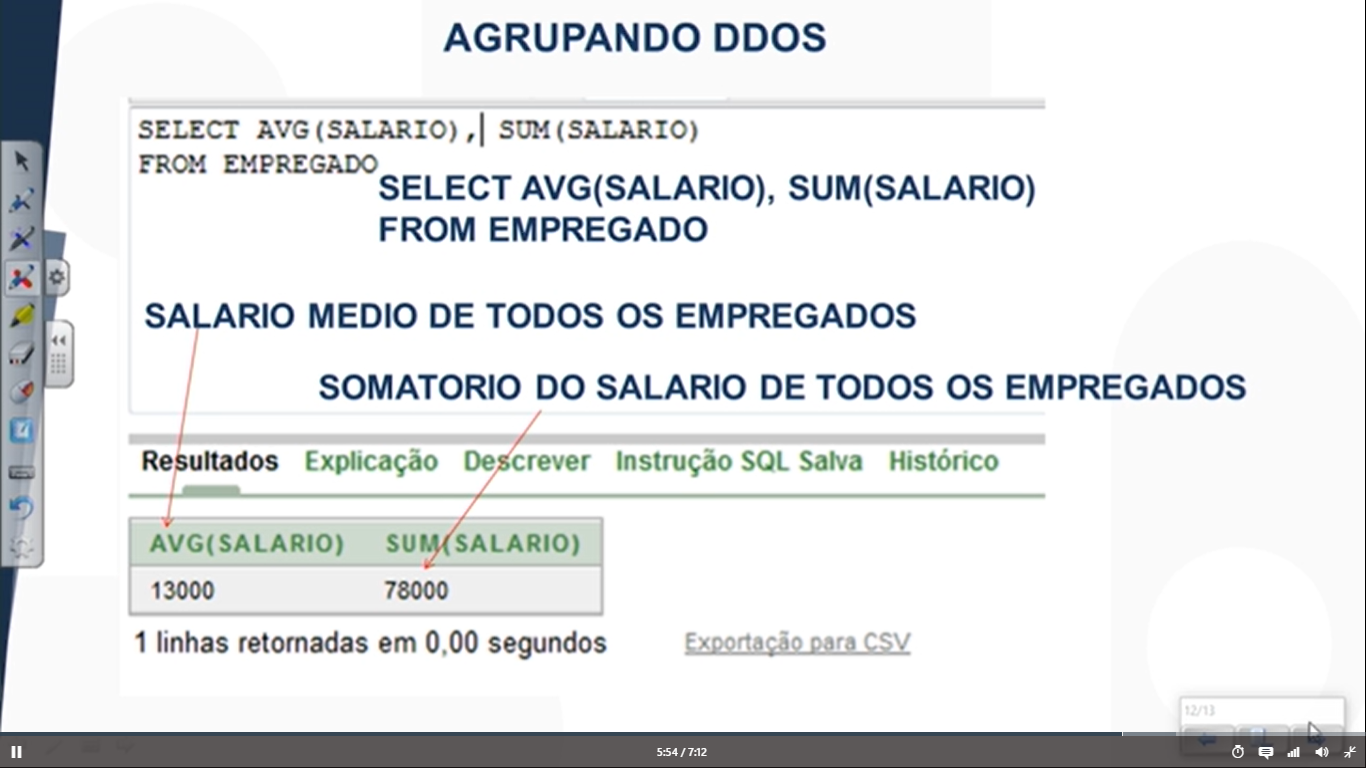 AGRUPANDO DDOS
SELECT AVG(SALARIO), SUM(SALARIO)
FROM EMPREGADO
SELECT AVG(SALARIO), SUM(SALARIO)
FROM EMPREGADO
SALARIO MEDIO DE TODOS OS EMPREGADOS
SOMATORIO DO SALARIO DE TODOS OS EMPREGADOS
Resultados Explicação Descrever Instrução SQL Salva Histórico
AVG(SALARIO) SUM(SALARIO)
13000 78000
1 linhas retornadas em 0,00 segundos Exportação para CSV
12/13
5:54 / 7:12